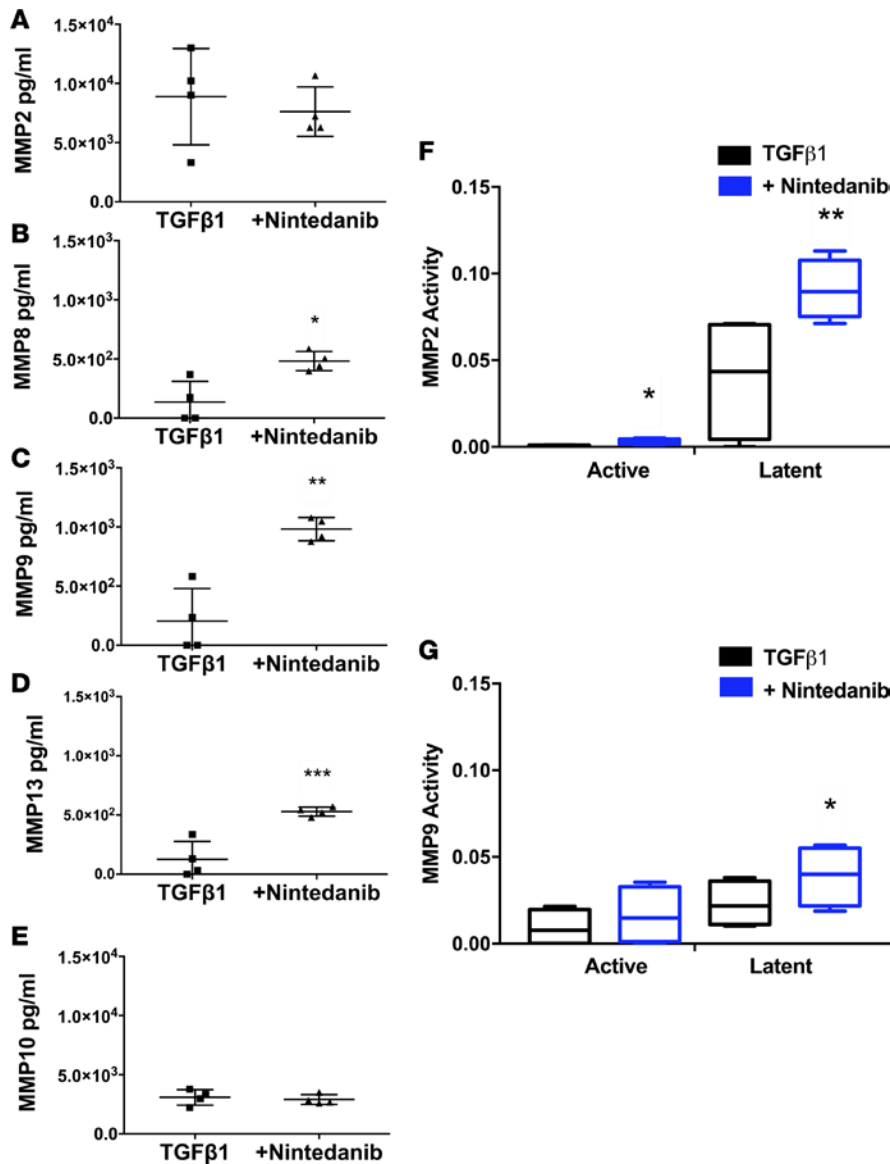 A
MMP2 pg/ml
1.5×10⁴
1.0×10⁴
5.0×10³
0.0
TGFβ1 +Nintedanib
B
MMP8 pg/ml
1.5×10³
1.0×10³
5.0×10²
0.0
*
TGFβ1 +Nintedanib
C
MMP9 pg/ml
1.5×10³
1.0×10³
5.0×10²
0.0
**
TGFβ1 +Nintedanib
D
MMP13 pg/ml
1.5×10³
1.0×10³
5.0×10²
0.0
***
TGFβ1 +Nintedanib
E
MMP10 pg/ml
1.5×10⁴
1.0×10⁴
5.0×10³
0.0
TGFβ1 +Nintedanib
F
TGFβ1
+ Nintedanib
MMP2 Activity
0.15
0.10
0.05
0.00
*
**
Active Latent
G
TGFβ1
+ Nintedanib
MMP9 Activity
0.15
0.10
0.05
0.00
*
Active Latent